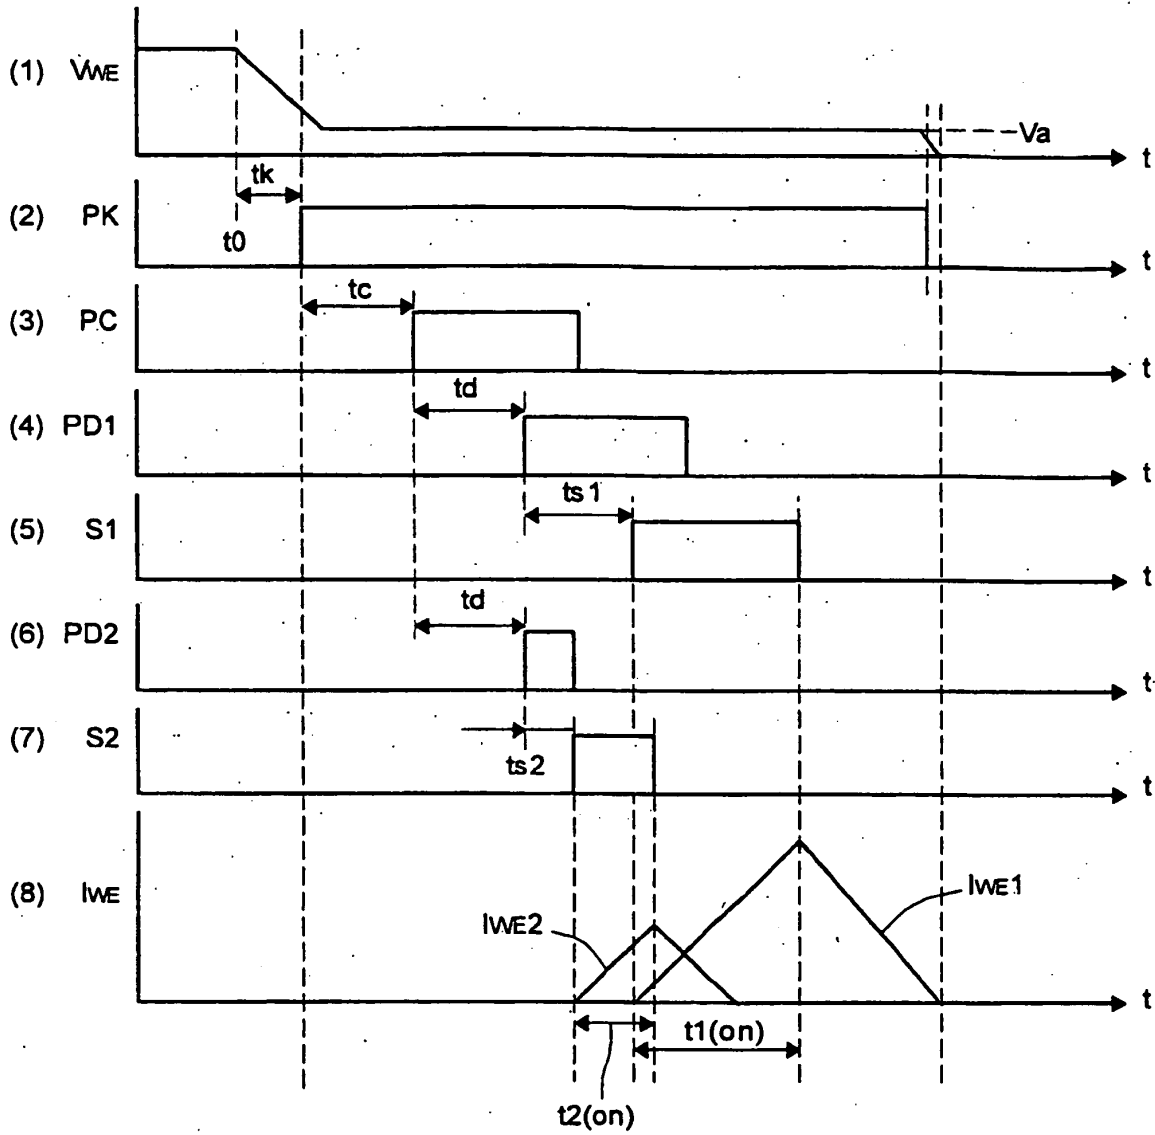 (1) VWE
Va
t
tk
(2) PK
t0
t
tc
(3) PC
t
td
(4) PD1
t
ts1
(5) S1
t
td
(6) PD2
t
(7) S2
ts2
t
(8) IWE
IWE1
IWE2
t
t1(on)
t2(on)